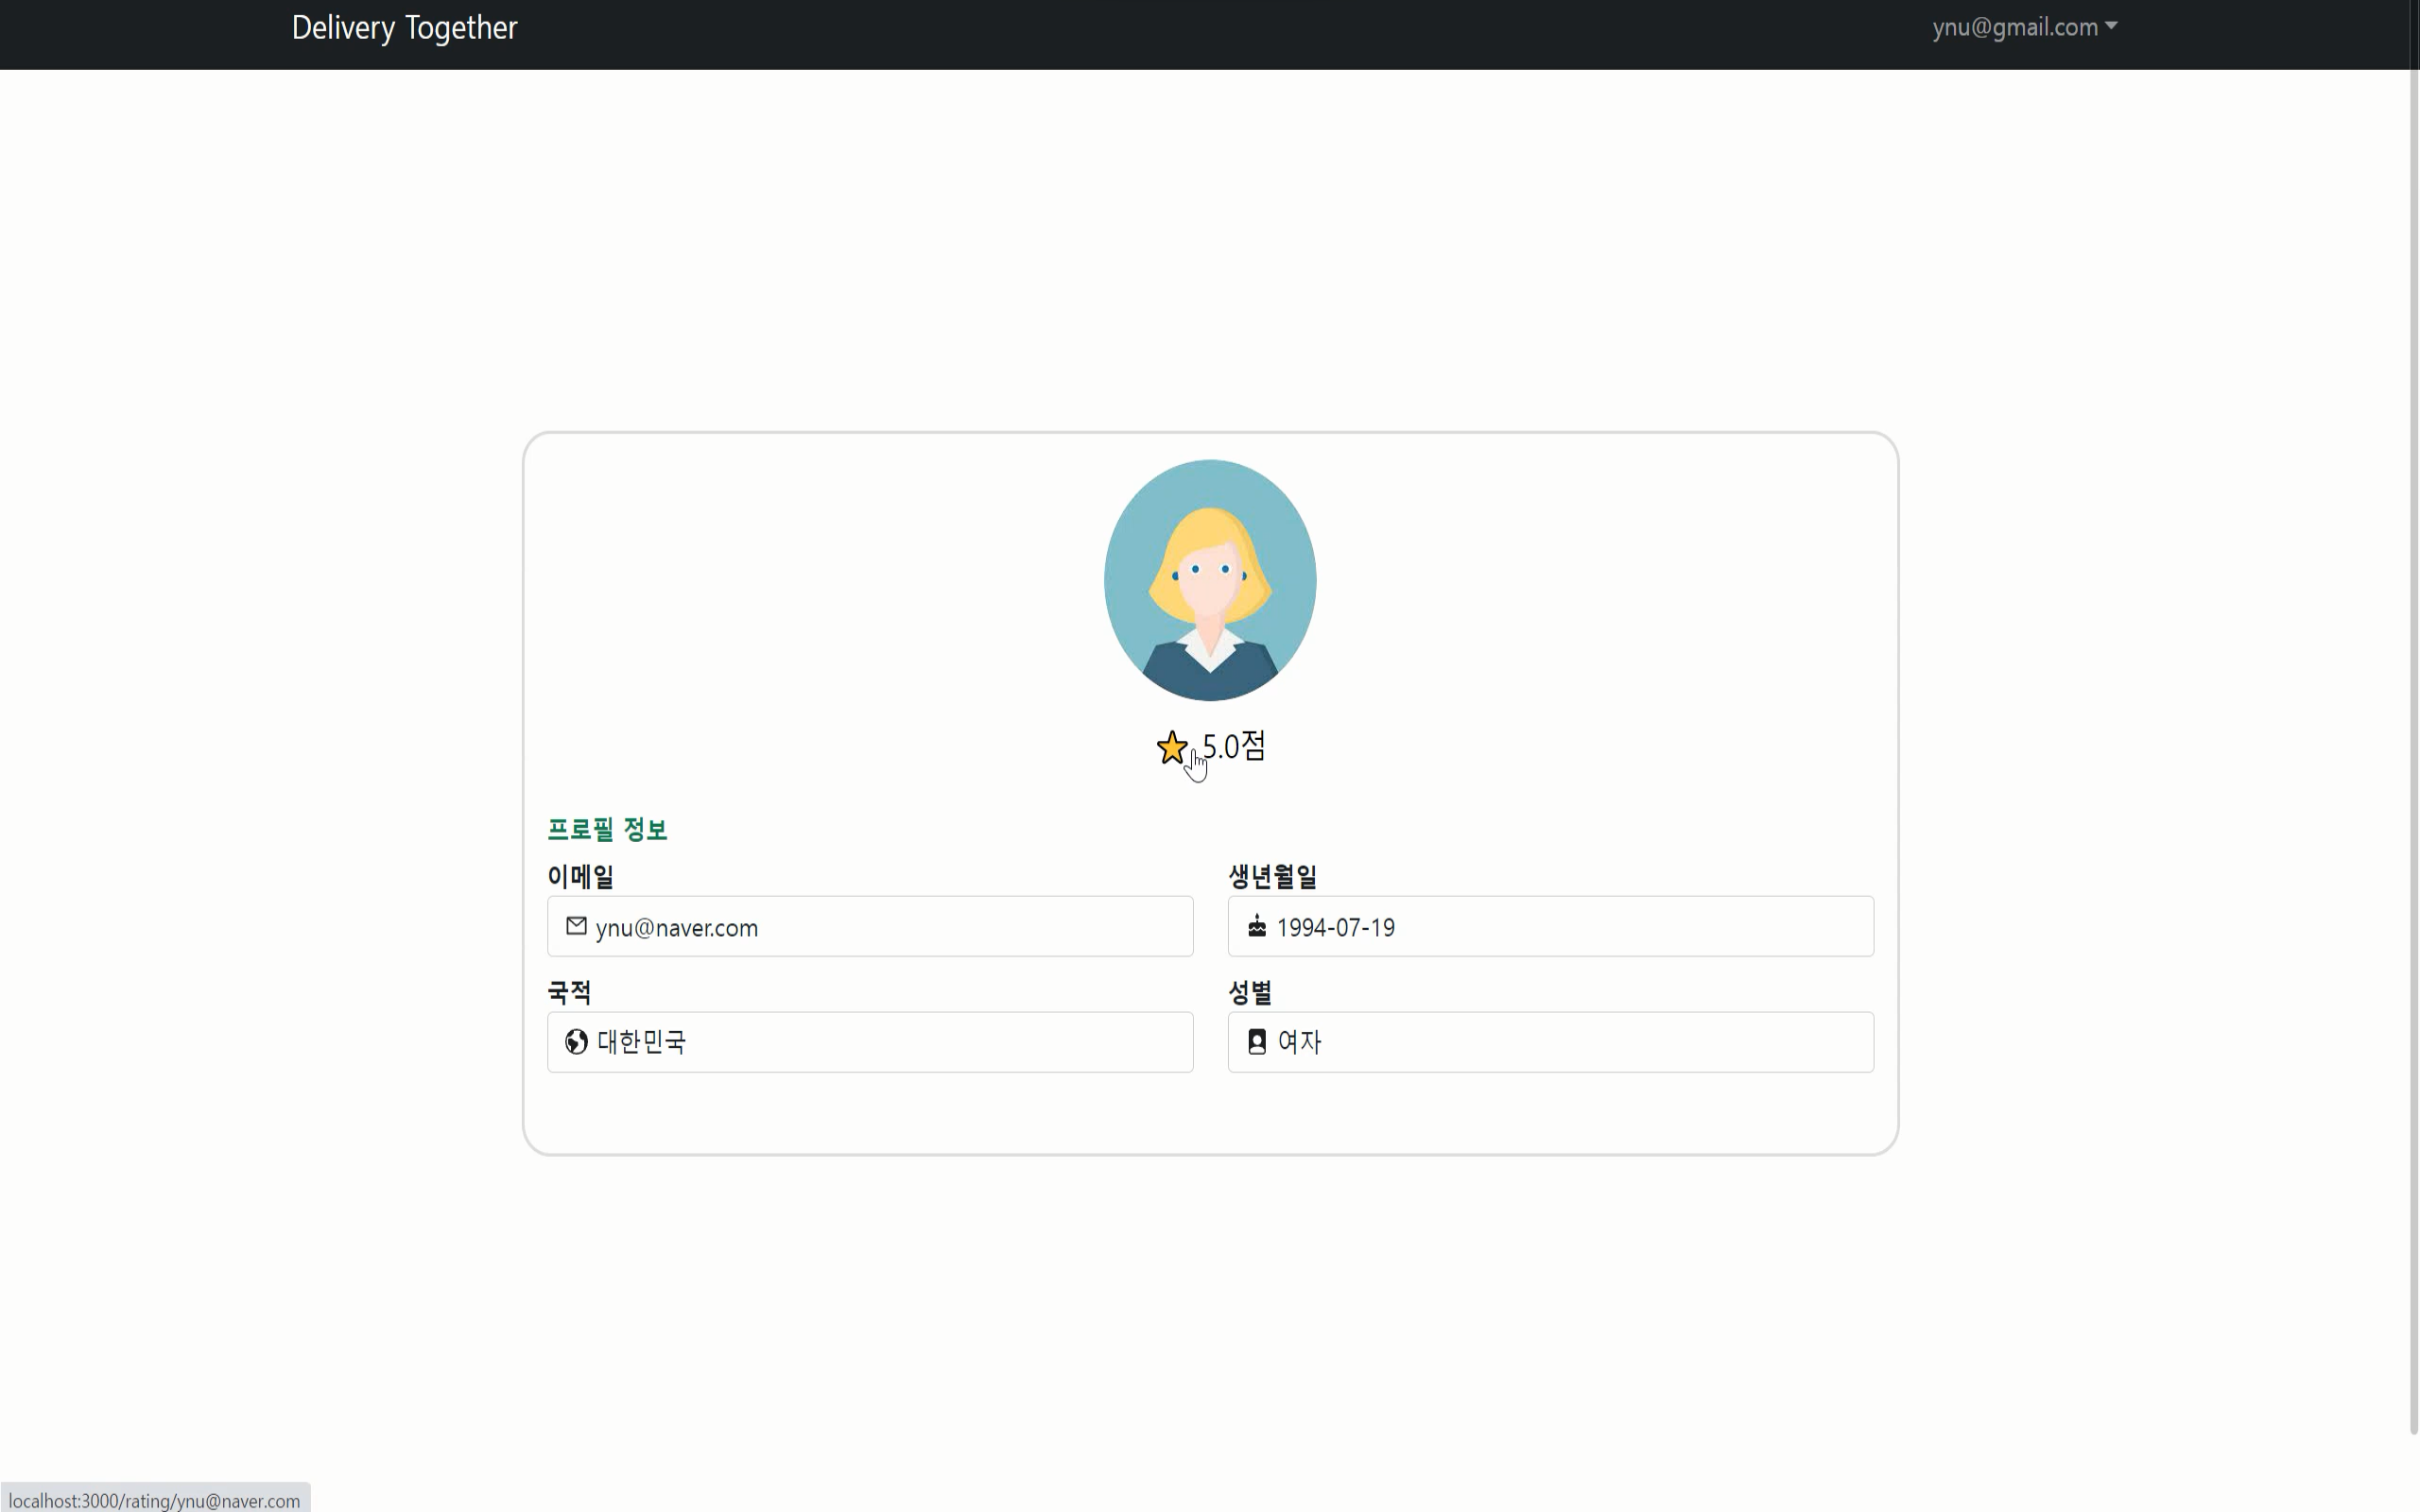 Delivery Together
ynu@gmail.com
5.0점
프로필 정보
이메일
생년월일
ynu@naver.com
1994-07-19
국적
성별
대한민국
여자
localhost:3000/rating/ynu@naver.com